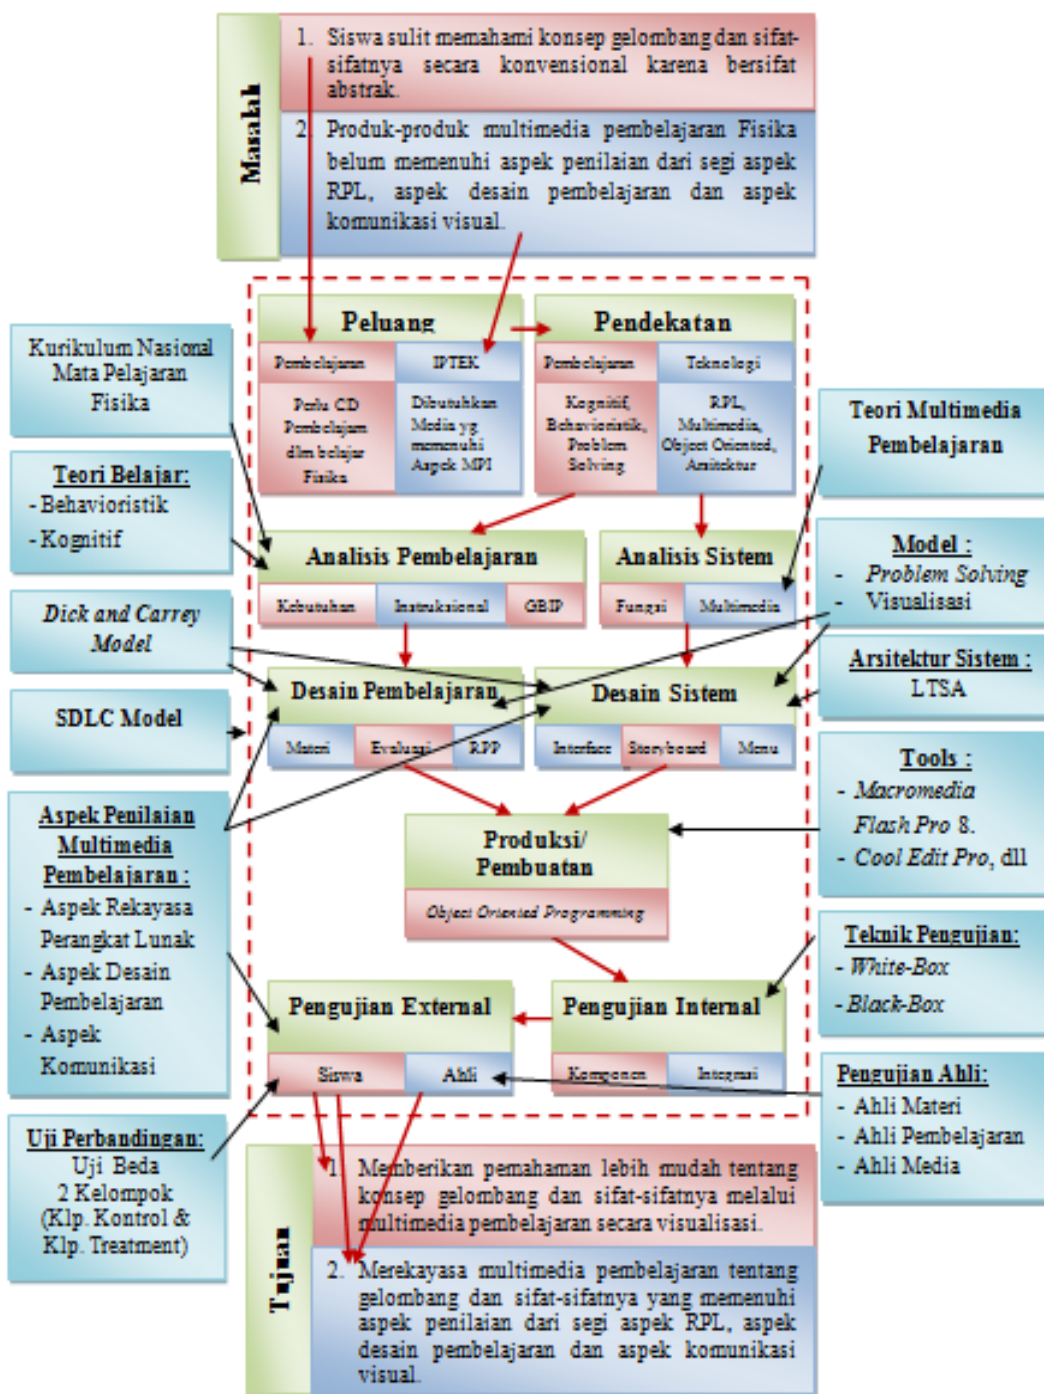 Masalah
1. Siswa sulit memahami konsep gelombang dan sifat-
sifatnya secara konvensional karena bersifat
abstrak.
2. Produk-produk multimedia pembelajaran Fisika
belum memenuhi aspek penilaian dari segi aspek
RPL, aspek desain pembelajaran dan aspek
komunikasi visual.
Kurikulum Nasional
Mata Pelajaran
Fisika
Teori Belajar:
- Behavioristik
- Kognitif
Dick and Carrey
Model
SDLC Model
Aspek Penilaian
Multimedia
Pembelajaran :
- Aspek Rekayasa
Perangkat Lunak
- Aspek Desain
Pembelajaran
- Aspek
Komunikasi
Uji Perbandingan:
Uji Beda
2 Kelompok
(Klp. Kontrol &
Klp. Treatment)
Peluang
Pembelajaran
IPTEK
Perlu CD
Pembelajaran
dlm belajar
Fisika
Dibutuhkan
Media yg
memenuhi
Aspek MPI
Pendekatan
Pembelajaran
Teknologi
Kognitif,
Behavioristik,
Problem
Solving
RPL,
Multimedia,
Object Oriented,
Arsitektur
Analisis Pembelajaran
Kebutuhan
Instruksional
GBIP
Analisis Sistem
Fungsi
Multimedia
Desain Pembelajaran
Materi
Evaluasi
RPP
Desain Sistem
Interface
Storyboard
Menu
Produksi/
Pembuatan
Object Oriented Programming
Pengujian External
Siswa
Ahli
Pengujian Internal
Komponen
Integrasi
Teori Multimedia
Pembelajaran
Model :
- Problem Solving
- Visualisasi
Arsitektur Sistem :
LTSA
Tools :
- Macromedia
Flash Pro 8.
- Cool Edit Pro, dll
Teknik Pengujian:
- White-Box
- Black-Box
Pengujian Ahli:
- Ahli Materi
- Ahli Pembelajaran
- Ahli Media
Tujuan
1. Memberikan pemahaman lebih mudah tentang
konsep gelombang dan sifat-sifatnya melalui
multimedia pembelajaran secara visualisasi.
2. Merekayasa multimedia pembelajaran tentang
gelombang dan sifat-sifatnya yang memenuhi
aspek penilaian dari segi aspek RPL, aspek
desain pembelajaran dan aspek komunikasi
visual.